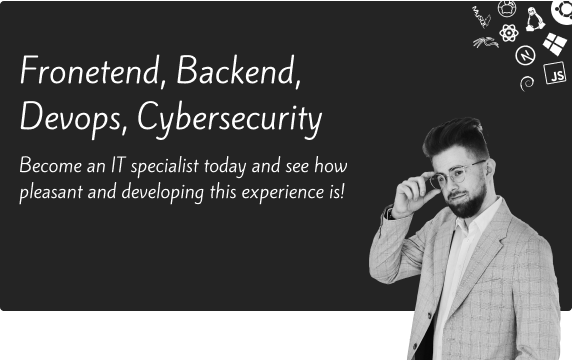 Fronetend, Backend,
Devops, Cybersecurity
Become an IT specialist today and see how
pleasant and developing this experience is!
N
JS